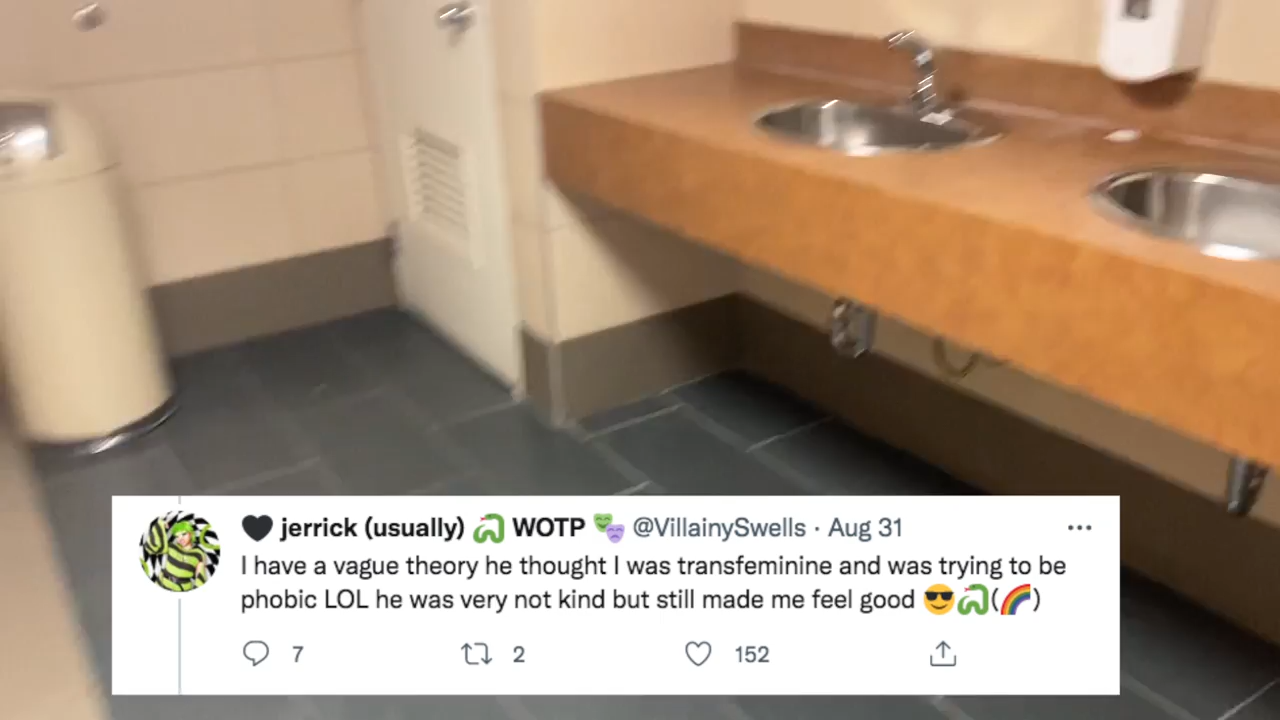 🖤 jerrick (usually) 🐍 WOTP 🎭 @VillainySwells · Aug 31
I have a vague theory he thought I was transfeminine and was trying to be
phobic LOL he was very not kind but still made me feel good 😎🐍(🌈)
7 2 152